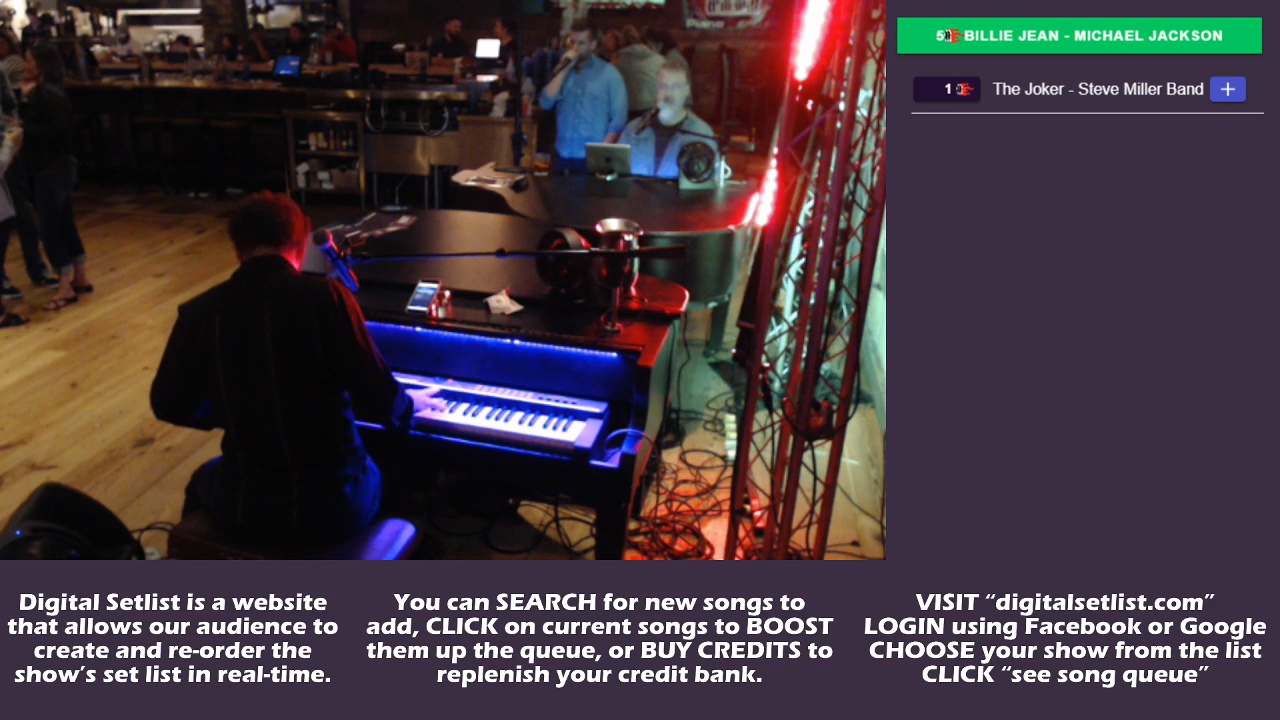 Piano
5 BILLIE JEAN - MICHAEL JACKSON
1 The Joker - Steve Miller Band +
Digital Setlist is a website
that allows our audience to
create and re-order the
show's set list in real-time.
You can SEARCH for new songs to
add, CLICK on current songs to BOOST
them up the queue, or BUY CREDITS to
replenish your credit bank.
VISIT “digitalsetlist.com”
LOGIN using Facebook or Google
CHOOSE your show from the list
CLICK “see song queue”